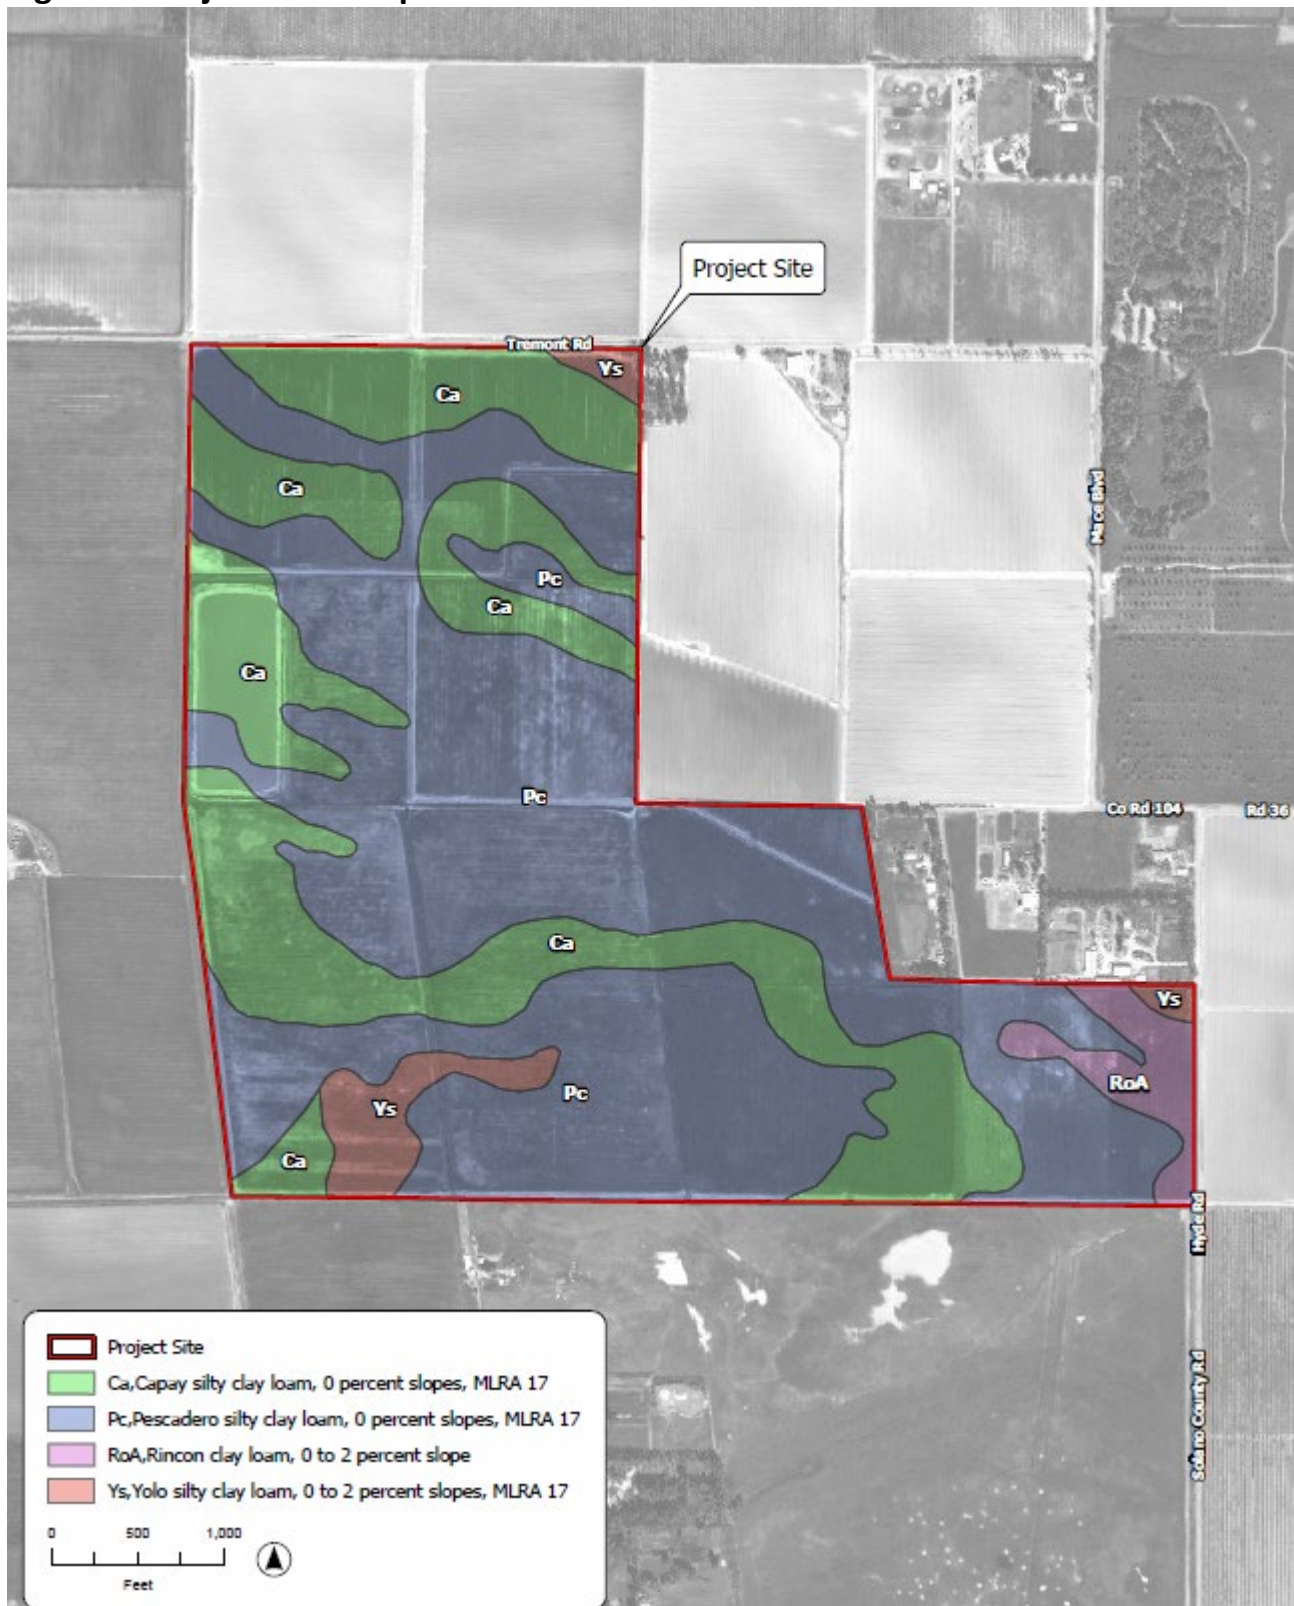 Project Site
Tremont Rd
Ys
Ca
Ca
Mace Blvd
Pc
Ca
Ca
Pc
Co Rd 104
Rd 36
Ca
Ys
RoA
Pc
Ys
Ca
Hyde Rd
Solano County Rd
Project Site
Ca,Capay silty clay loam, 0 percent slopes, MLRA 17
Pc,Pescadero silty clay loam, 0 percent slopes, MLRA 17
RoA,Rincon clay loam, 0 to 2 percent slope
Ys,Yolo silty clay loam, 0 to 2 percent slopes, MLRA 17
0 500 1,000
Feet